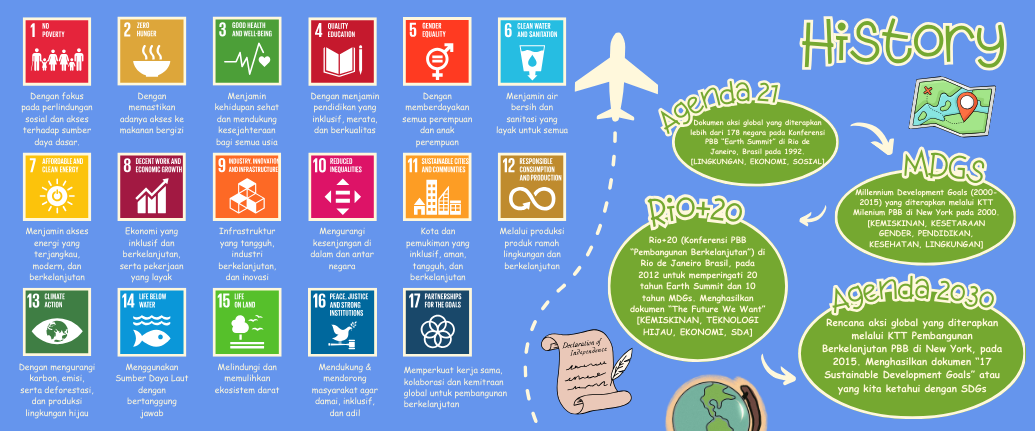 1 NO
POVERTY
Dengan fokus
pada perlindungan
sosial dan akses
terhadap sumber
daya dasar.
2 ZERO
HUNGER
Dengan
memastikan
adanya akses ke
makanan bergizi
3 GOOD HEALTH
AND WELL-BEING
Menjamin
kehidupan sehat
dan mendukung
kesejahteraan
bagi semua usia
4 QUALITY
EDUCATION
Dengan menjamin
pendidikan yang
inklusif, merata,
dan berkualitas
5 GENDER
EQUALITY
Dengan
memberdayakan
semua perempuan
dan anak
perempuan
6 CLEAN WATER
AND SANITATION
Menjamin air
bersih dan
sanitasi yang
layak untuk semua
7 AFFORDABLE AND
CLEAN ENERGY
Menjamin akses
energi yang
terjangkau,
modern, dan
berkelanjutan
8 DECENT WORK AND
ECONOMIC GROWTH
Ekonomi yang
inklusif dan
berkelanjutan,
serta pekerjaan
yang layak
9 INDUSTRY, INNOVATION
AND INFRASTRUCTURE
Infrastruktur
yang tangguh,
industri
berkelanjutan,
dan inovasi
10 REDUCED
INEQUALITIES
Mengurangi
kesenjangan di
dalam dan antar
negara
11 SUSTAINABLE CITIES
AND COMMUNITIES
Kota dan
pemukiman yang
inklusif, aman,
tangguh, dan
berkelanjutan
12 RESPONSIBLE
CONSUMPTION
AND PRODUCTION
Melalui produksi
produk ramah
lingkungan dan
berkelanjutan
13 CLIMATE
ACTION
Dengan mengurangi
karbon, emisi,
serta deforestasi,
dan produksi
lingkungan hijau
14 LIFE BELOW
WATER
Menggunakan
Sumber Daya Laut
dengan
bertanggung
jawab
15 LIFE
ON LAND
Melindungi dan
memulihkan
ekosistem darat
16 PEACE, JUSTICE
AND STRONG
INSTITUTIONS
Mendukung &
mendorong
masyarakat agar
damai, inklusif,
dan adil
17 PARTNERSHIPS
FOR THE GOALS
Memperkuat kerja sama,
kolaborasi dan kemitraan
global untuk pembangunan
berkelanjutan
History
Agenda 21
Dokumen aksi global yang diterapkan
lebih dari 178 negara pada Konferensi
PBB "Earth Summit" di Rio de
Janeiro, Brasil pada 1992.
[LINGKUNGAN, EKONOMI, SOSIAL]
MDGs
Millennium Development Goals (2000-
2015) yang diterapkan melalui KTT
Milenium PBB di New York pada 2000.
[KEMISKINAN, KESETARAAN
GENDER, PENDIDIKAN,
KESEHATAN, LINGKUNGAN]
Rio+20
Rio+20 (Konferensi PBB
"Pembangunan Berkelanjutan") di
Rio de Janeiro Brasil, pada
2012 untuk memperingati 20
tahun Earth Summit dan 10
tahun MDGs. Menghasilkan
dokumen "The Future We Want"
[KEMISKINAN, TEKNOLOGI
HIJAU, EKONOMI, SDA]
Agenda 2030
Rencana aksi global yang diterapkan
melalui KTT Pembangunan
Berkelanjutan PBB di New York, pada
2015. Menghasilkan dokumen "17
Sustainable Development Goals" atau
yang kita ketahui dengan SDGs
Declaration of
Independence